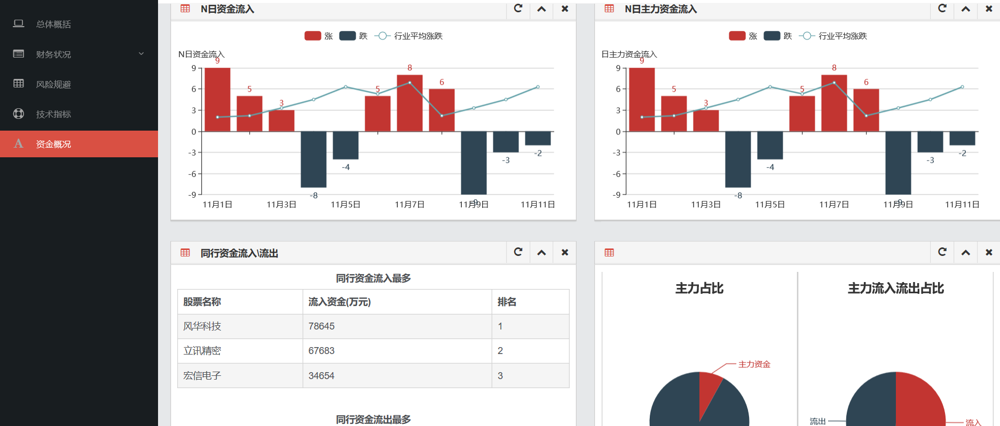 总体概括
财务状况
风险规避
技术指标
A 资金概况
N日资金流入
涨 跌 行业平均涨跌
N日资金流入
9
6
3
0
-3
-6
-9
9
5
3
-8
-4
5
8
6
-9
-3
-2
11月1日 11月3日 11月5日 11月7日 11月9日 11月11日
N日主力资金流入
涨 跌 行业平均涨跌
日主力资金流入
9
6
3
0
-3
-6
-9
9
5
3
-8
-4
5
8
6
-9
-3
-2
11月1日 11月3日 11月5日 11月7日 11月9日 11月11日
同行资金流入\流出
同行资金流入最多
股票名称 流入资金(万元) 排名
风华科技 78645 1
立讯精密 67683 2
宏信电子 34654 3
同行资金流出最多
主力占比
主力资金
主力流入流出占比
流出
流入